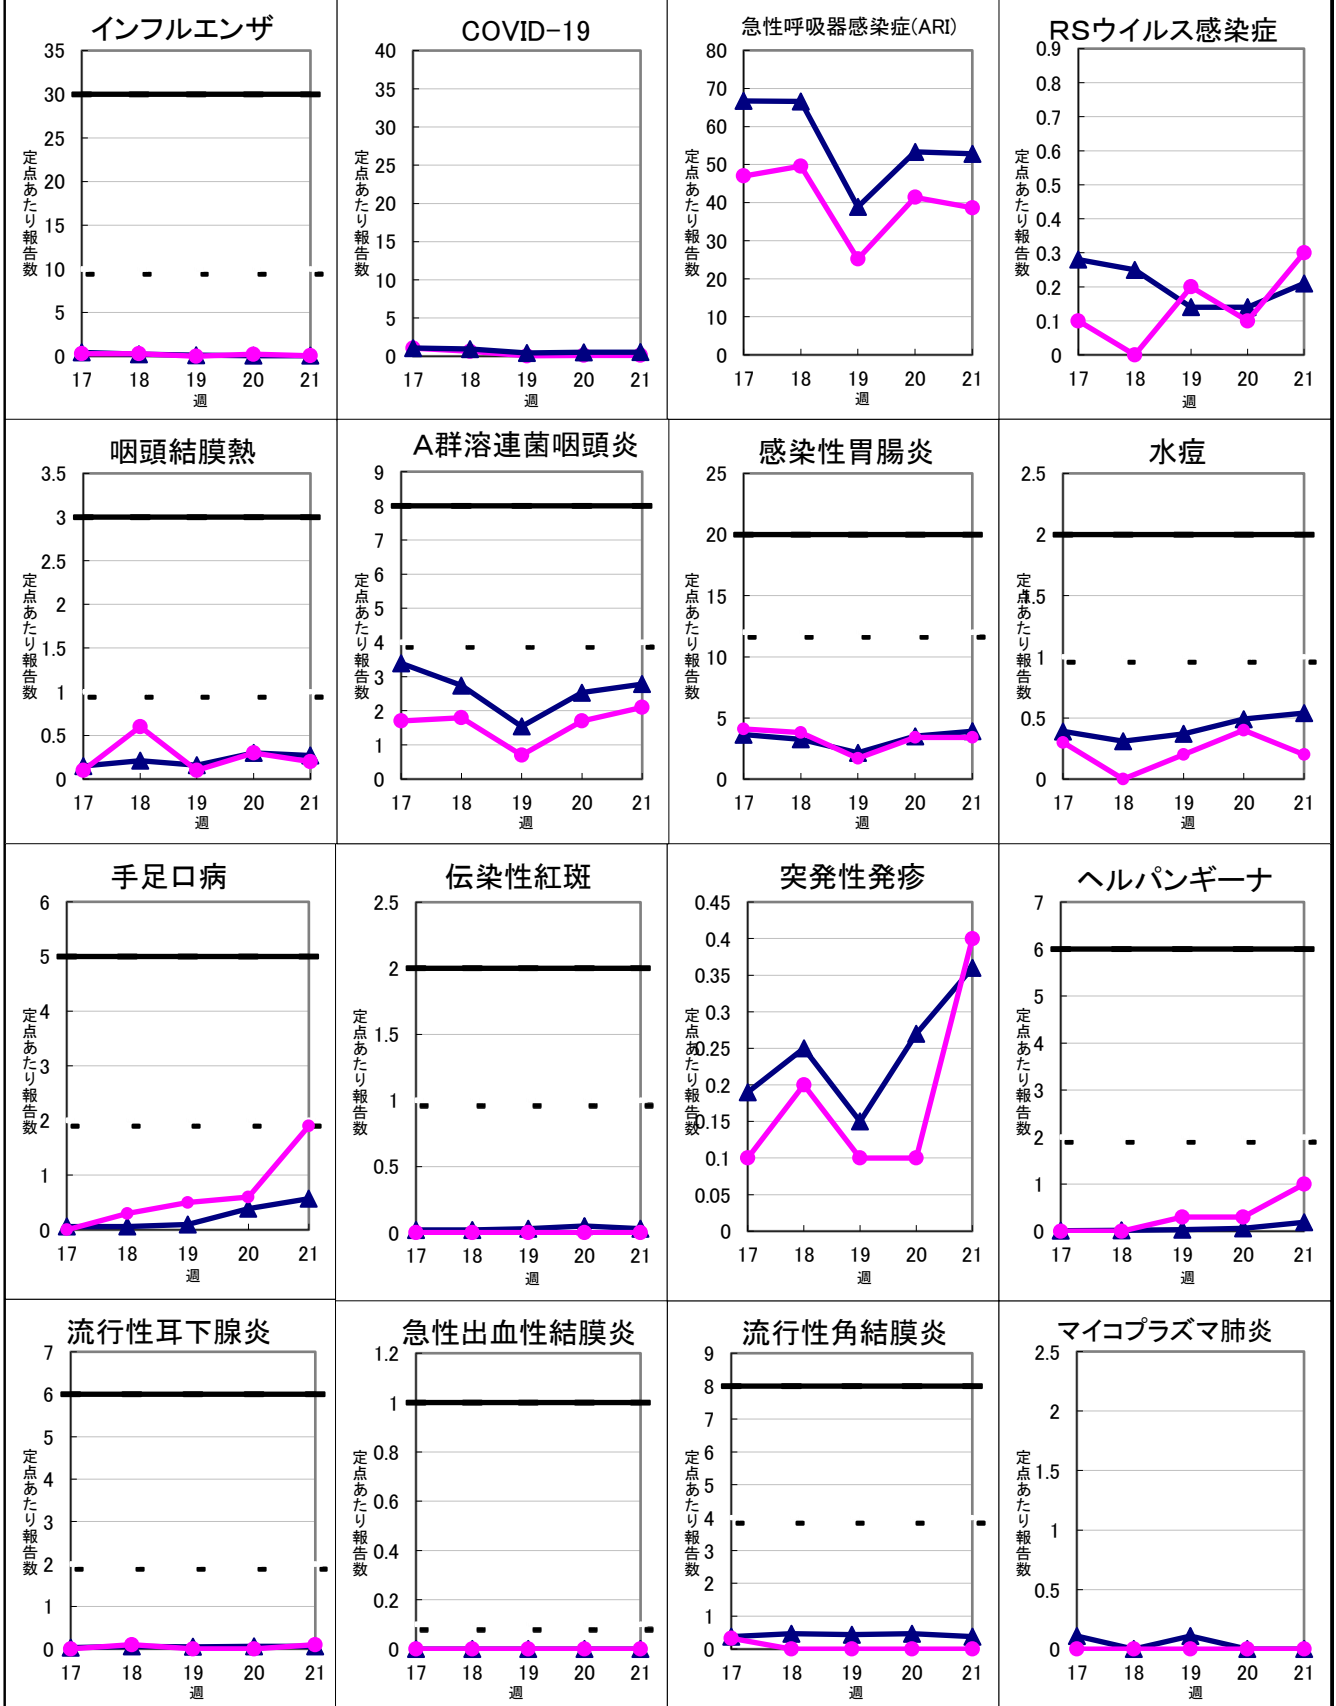 インフルエンザ
35
30
25
20
15
10
5
0
定点あたり報告数
17 18 19 20 21
週
COVID-19
40
35
30
25
20
15
10
5
0
定点あたり報告数
17 18 19 20 21
週
急性呼吸器感染症(ARI)
80
70
60
50
40
30
20
10
0
定点あたり報告数
17 18 19 20 21
週
RSウイルス感染症
0.9
0.8
0.7
0.6
0.5
0.4
0.3
0.2
0.1
0
定点あたり報告数
17 18 19 20 21
週
咽頭結膜熱
3.5
3
2.5
2
1.5
1
0.5
0
定点あたり報告数
17 18 19 20 21
週
A群溶連菌咽頭炎
9
8
7
6
5
4
3
2
1
0
定点あたり報告数
17 18 19 20 21
週
感染性胃腸炎
25
20
15
10
5
0
定点あたり報告数
17 18 19 20 21
週
水痘
2.5
2
1.5
1
0.5
0
定点あたり報告数
17 18 19 20 21
週
手足口病
6
5
4
3
2
1
0
定点あたり報告数
17 18 19 20 21
週
伝染性紅斑
2.5
2
1.5
1
0.5
0
定点あたり報告数
17 18 19 20 21
週
突発性発疹
0.45
0.4
0.35
0.3
0.25
0.2
0.15
0.1
0.05
0
定点あたり報告数
17 18 19 20 21
週
ヘルパンギーナ
7
6
5
4
3
2
1
0
定点あたり報告数
17 18 19 20 21
週
流行性耳下腺炎
7
6
5
4
3
2
1
0
定点あたり報告数
17 18 19 20 21
週
急性出血性結膜炎
1.2
1
0.8
0.6
0.4
0.2
0
定点あたり報告数
17 18 19 20 21
週
流行性角結膜炎
9
8
7
6
5
4
3
2
1
0
定点あたり報告数
17 18 19 20 21
週
マイコプラズマ肺炎
2.5
2
1.5
1
0.5
0
定点あたり報告数
17 18 19 20 21
週